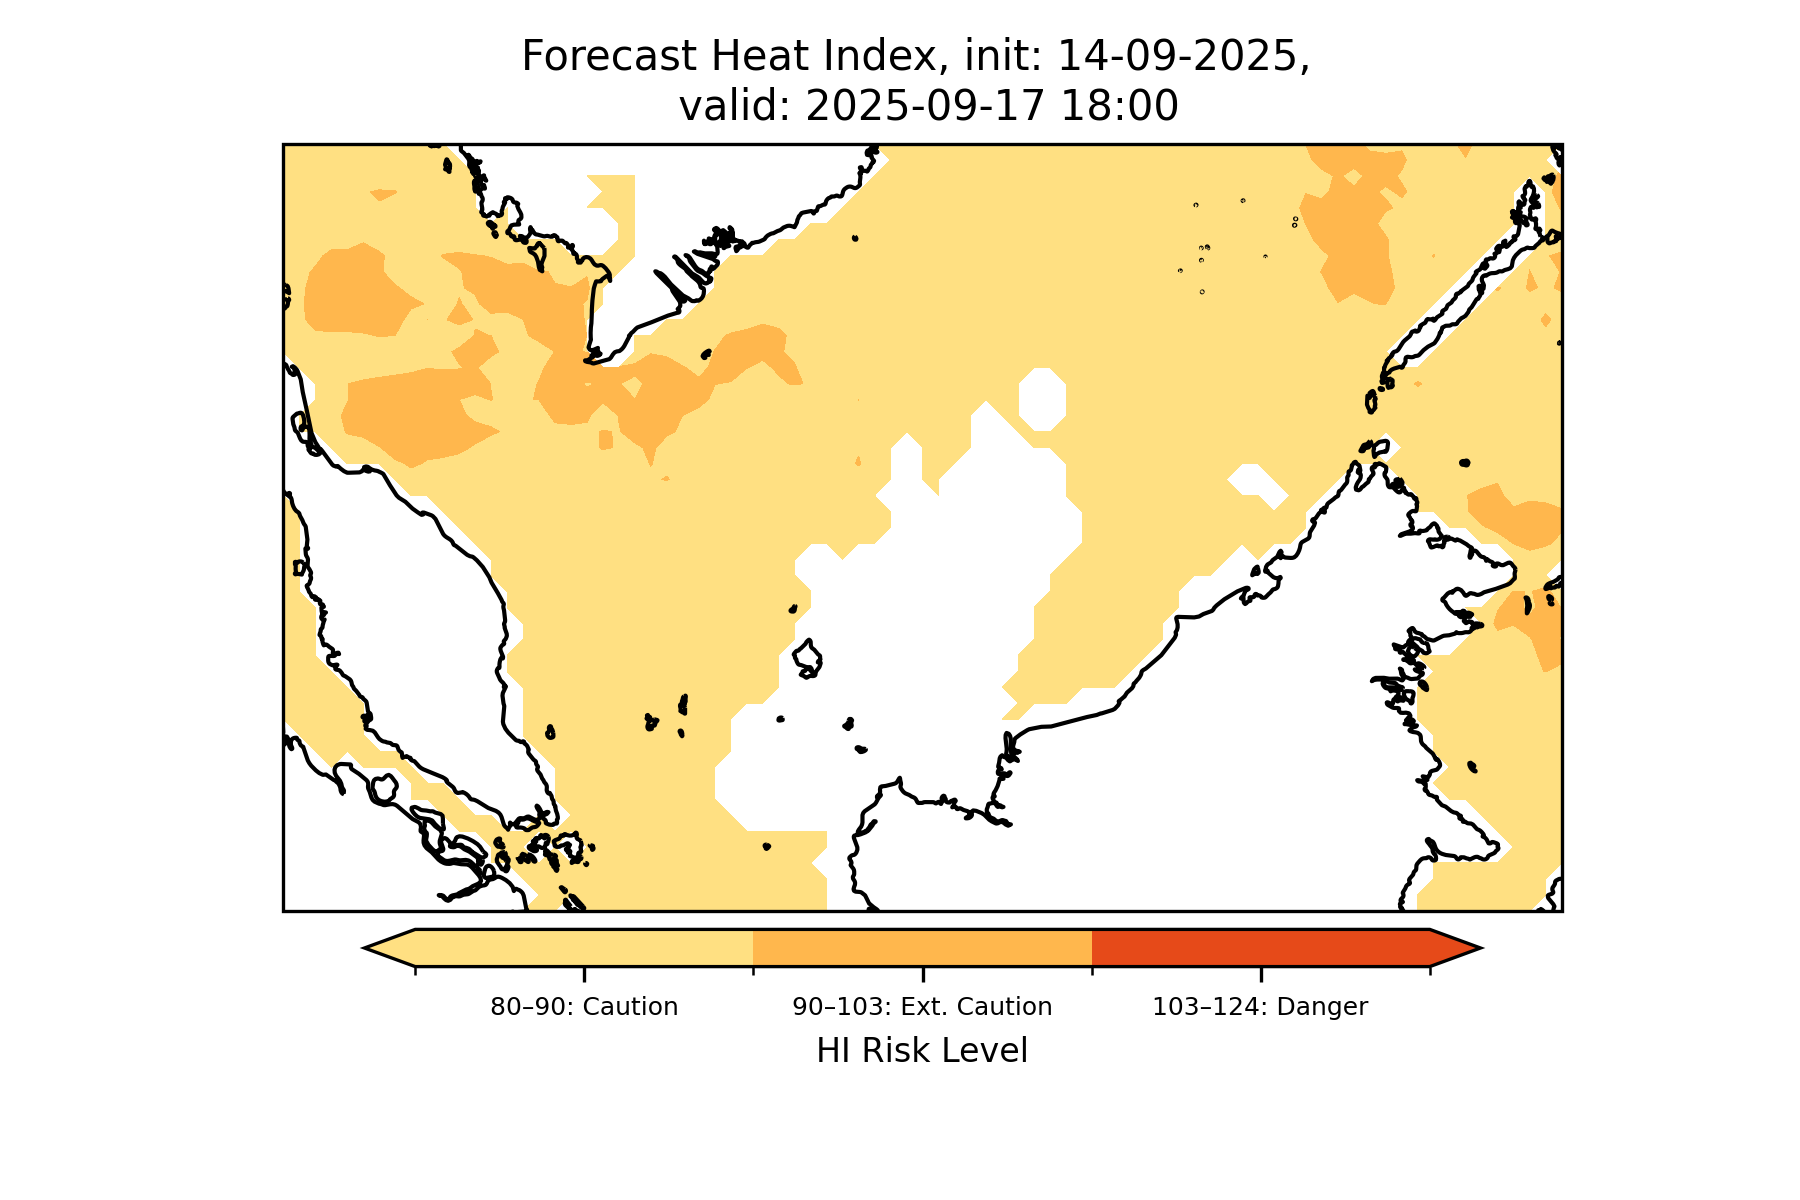 Forecast Heat Index, init: 14-09-2025,
valid: 2025-09-17 18:00
80–90: Caution
90–103: Ext. Caution
103–124: Danger
HI Risk Level